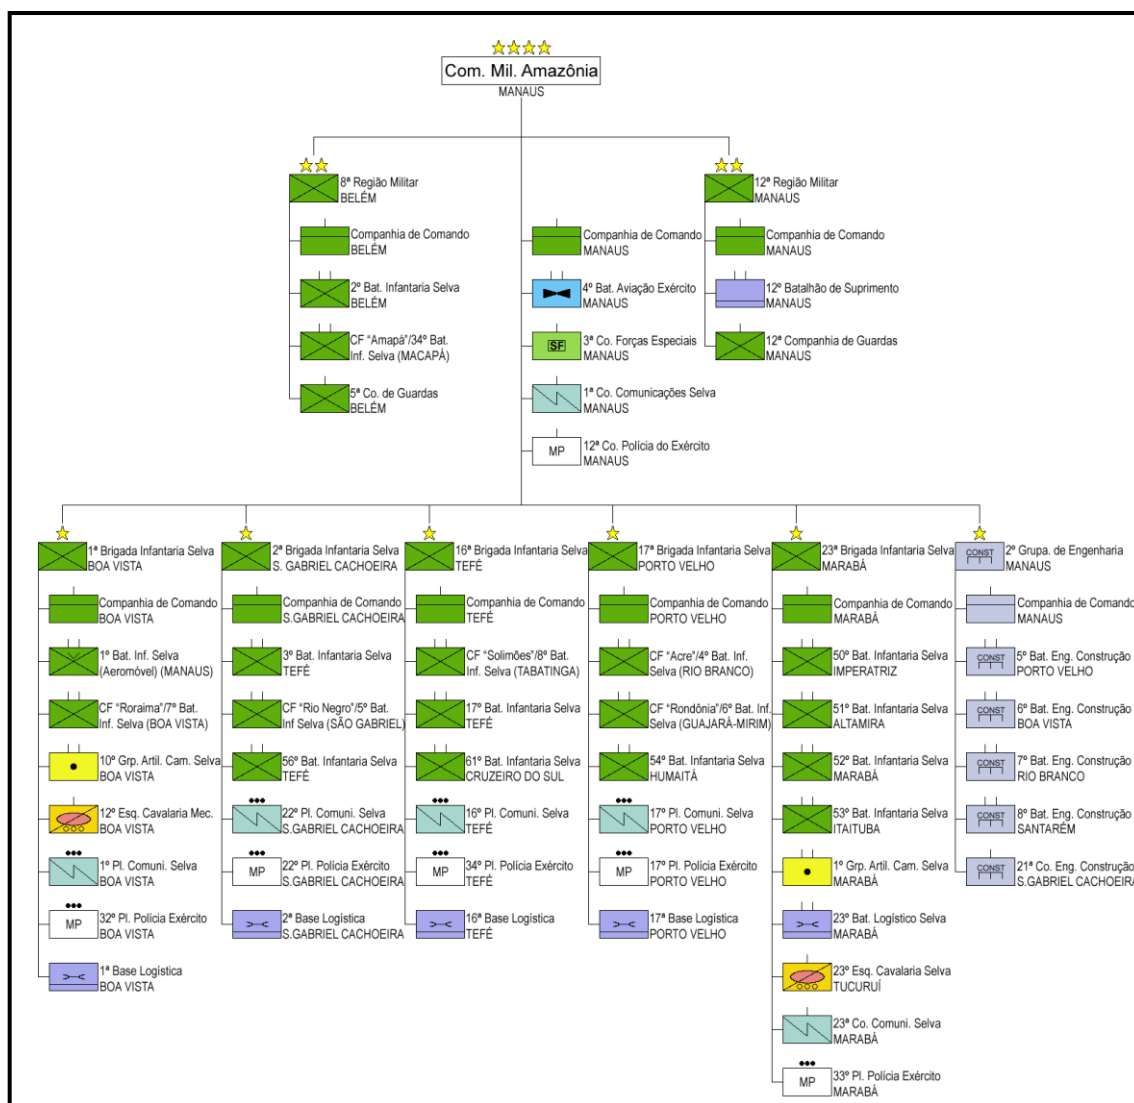 Com. Mil. Amazônia
MANAUS
8ª Região Militar
BELÉM
Companhia de Comando
BELÉM
2º Bat. Infantaria Selva
BELÉM
CF “Amapá”/34º Bat.
Inf. Selva (MACAPÁ)
5ª Co. de Guardas
BELÉM
Companhia de Comando
MANAUS
4º Bat. Aviação Exército
MANAUS
SF
3ª Co. Forças Especiais
MANAUS
1ª Co. Comunicações Selva
MANAUS
MP
12ª Co. Polícia do Exército
MANAUS
12ª Região Militar
MANAUS
Companhia de Comando
MANAUS
12º Batalhão de Suprimento
MANAUS
12ª Companhia de Guardas
MANAUS
1ª Brigada Infantaria Selva
BOA VISTA
Companhia de Comando
BOA VISTA
1º Bat. Inf. Selva
(Aeromóvel) (MANAUS)
CF “Roraima”/7º Bat.
Inf. Selva (BOA VISTA)
10º Grp. Artil. Cam. Selva
BOA VISTA
12º Esq. Cavalaria Mec.
BOA VISTA
1º Pl. Comuni. Selva
BOA VISTA
MP
32º Pl. Polícia Exército
BOA VISTA
1ª Base Logística
BOA VISTA
2ª Brigada Infantaria Selva
S. GABRIEL CACHOEIRA
Companhia de Comando
S.GABRIEL CACHOEIRA
3º Bat. Infantaria Selva
TEFÉ
CF “Rio Negro”/5º Bat.
Inf Selva (SÃO GABRIEL)
56º Bat. Infantaria Selva
TEFÉ
22º Pl. Comuni. Selva
S.GABRIEL CACHOEIRA
MP
22º Pl. Polícia Exército
S.GABRIEL CACHOEIRA
2ª Base Logística
S.GABRIEL CACHOEIRA
16ª Brigada Infantaria Selva
TEFÉ
Companhia de Comando
TEFÉ
CF “Solimões”/8º Bat.
Inf. Selva (TABATINGA)
17º Bat. Infantaria Selva
TEFÉ
61º Bat. Infantaria Selva
CRUZEIRO DO SUL
16º Pl. Comuni. Selva
TEFÉ
MP
34º Pl. Polícia Exército
TEFÉ
16ª Base Logística
TEFÉ
17ª Brigada Infantaria Selva
PORTO VELHO
Companhia de Comando
PORTO VELHO
CF “Acre”/4º Bat. Inf.
Selva (RIO BRANCO)
CF “Rondônia”/6º Bat. Inf.
Selva (GUAJARÁ-MIRIM)
54º Bat. Infantaria Selva
HUMAITÁ
17º Pl. Comuni. Selva
PORTO VELHO
MP
17º Pl. Polícia Exército
PORTO VELHO
17ª Base Logística
PORTO VELHO
23ª Brigada Infantaria Selva
MARABÁ
Companhia de Comando
MARABÁ
50º Bat. Infantaria Selva
IMPERATRIZ
51º Bat. Infantaria Selva
ALTAMIRA
52º Bat. Infantaria Selva
MARABÁ
53º Bat. Infantaria Selva
ITAITUBA
1º Grp. Artil. Cam. Selva
MARABÁ
23º Bat. Logístico Selva
MARABÁ
23º Esq. Cavalaria Selva
TUCURUÍ
23ª Co. Comuni. Selva
MARABÁ
MP
33º Pl. Polícia Exército
MARABÁ
CONST
2º Grupa. de Engenharia
MANAUS
Companhia de Comando
MANAUS
CONST
5º Bat. Eng. Construção
PORTO VELHO
CONST
6º Bat. Eng. Construção
BOA VISTA
CONST
7º Bat. Eng. Construção
RIO BRANCO
CONST
8º Bat. Eng. Construção
SANTARÉM
CONST
21ª Co. Eng. Construção
S.GABRIEL CACHOEIRA